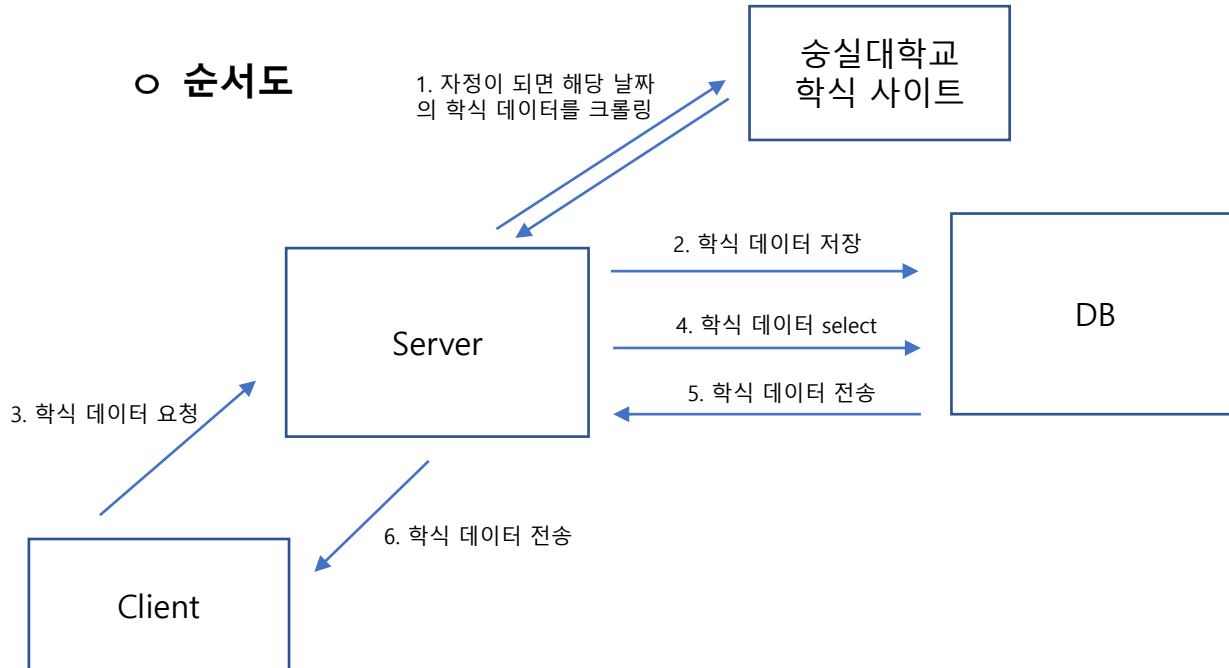 ㅇ 순서도
1. 자정이 되면 해당 날짜
의 학식 데이터를 크롤링
숭실대학교
학식 사이트
2. 학식 데이터 저장
4. 학식 데이터 select
5. 학식 데이터 전송
Server
DB
3. 학식 데이터 요청
6. 학식 데이터 전송
Client